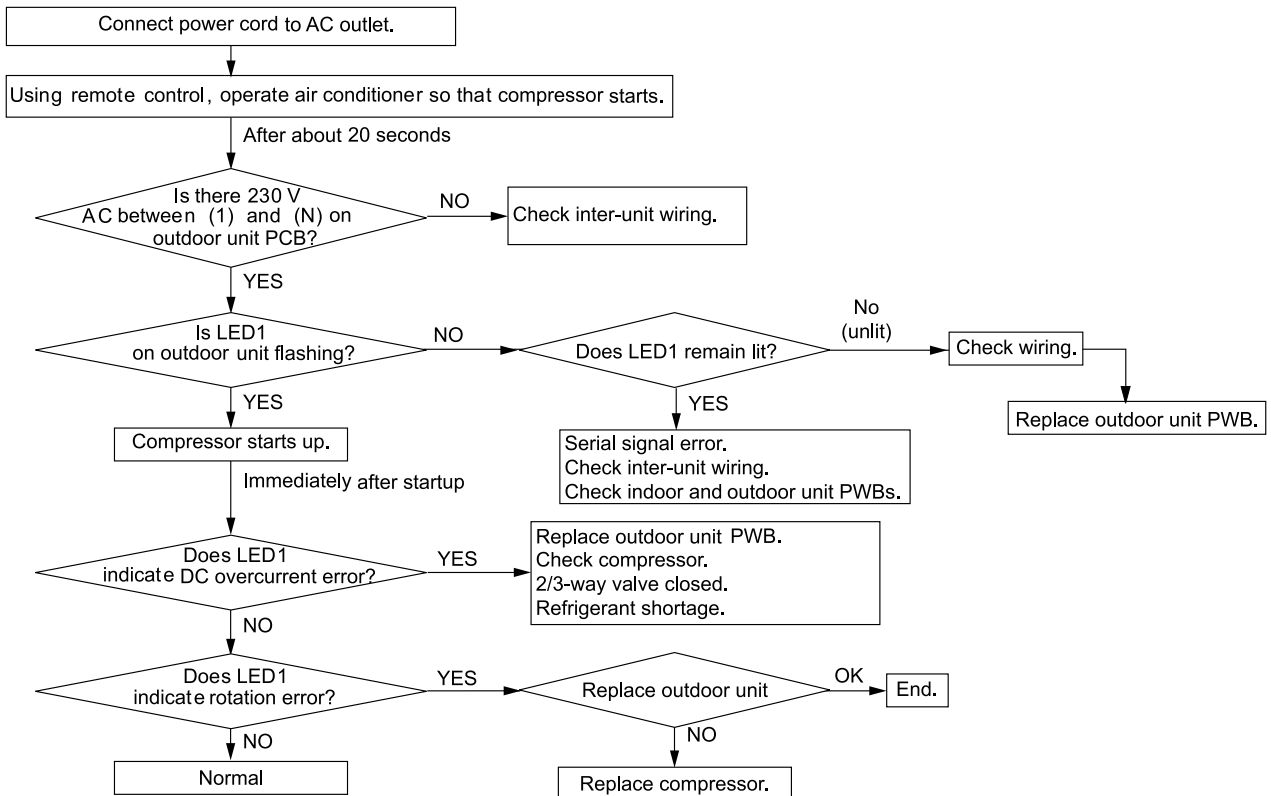 Connect power cord to AC outlet.
Using remote control, operate air conditioner so that compressor starts.
After about 20 seconds
Is there 230 V
AC between (1) and (N) on
outdoor unit PCB?
NO
Check inter-unit wiring.
YES
Is LED1
on outdoor unit flashing?
NO
Does LED1 remain lit?
No
(unlit)
Check wiring.
Replace outdoor unit PWB.
YES
Serial signal error.
Check inter-unit wiring.
Check indoor and outdoor unit PWBs.
YES
Compressor starts up.
Immediately after startup
Does LED1
indicate DC overcurrent error?
YES
Replace outdoor unit PWB.
Check compressor.
2/3-way valve closed.
Refrigerant shortage.
NO
Does LED1
indicate rotation error?
YES
Replace outdoor unit
OK
End.
NO
Replace compressor.
NO
Normal